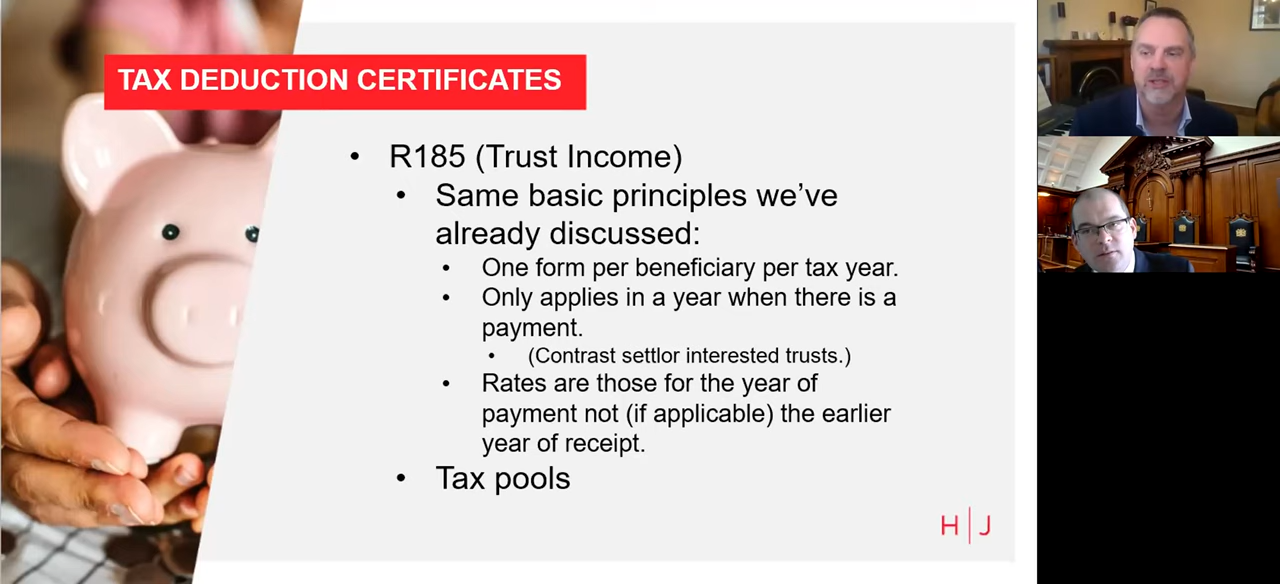 TAX DEDUCTION CERTIFICATES
• R185 (Trust Income)
• Same basic principles we’ve
already discussed:
• One form per beneficiary per tax year.
• Only applies in a year when there is a
payment.
• (Contrast settlor interested trusts.)
• Rates are those for the year of
payment not (if applicable) the earlier
year of receipt.
• Tax pools
H|J